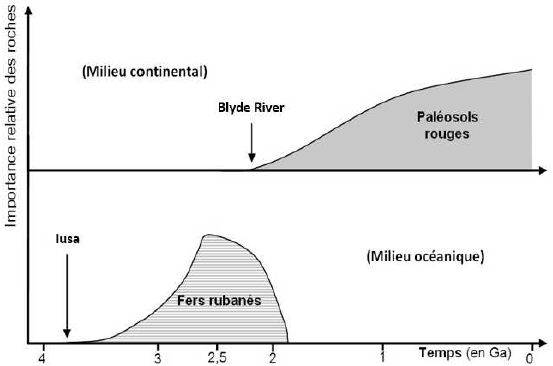 Importance relative des roches
(Milieu continental)
Blyde River
Paléosols
rouges
Iusa
(Milieu océanique)
Fers rubanés
4
3
2,5
2
1
Temps (en Ga)
0